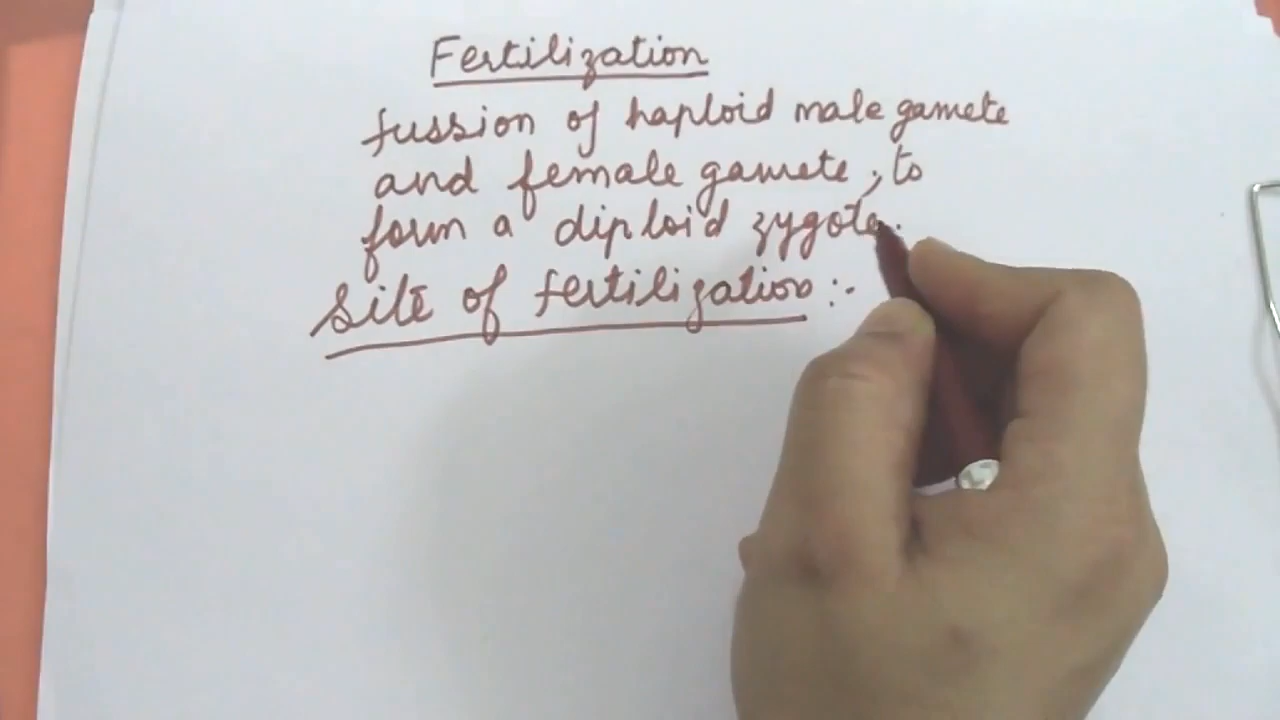 Fertilization
fussion of haploid male gamete
and female gamete, to
form a diploid zygote.
Site of fertilization :-